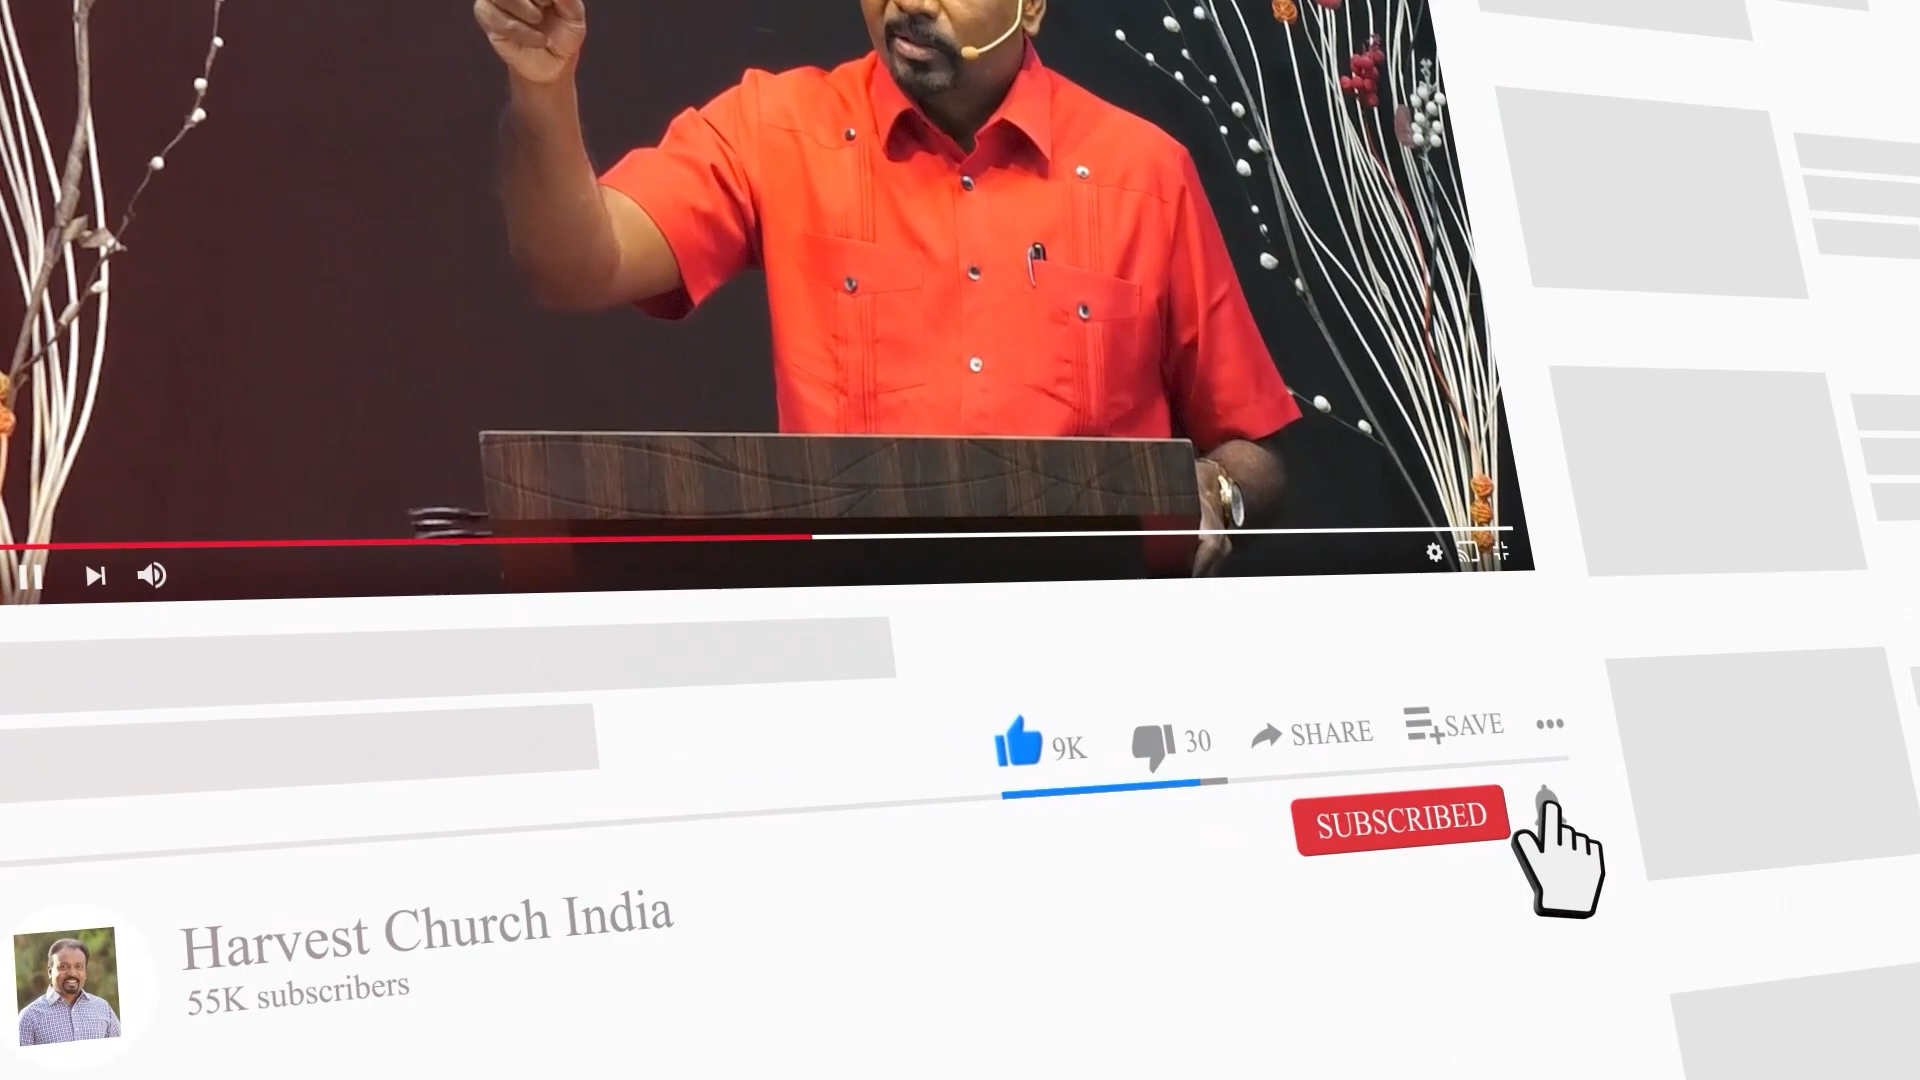 9K
30
SHARE
SAVE
SUBSCRIBED
Harvest Church India
55K subscribers